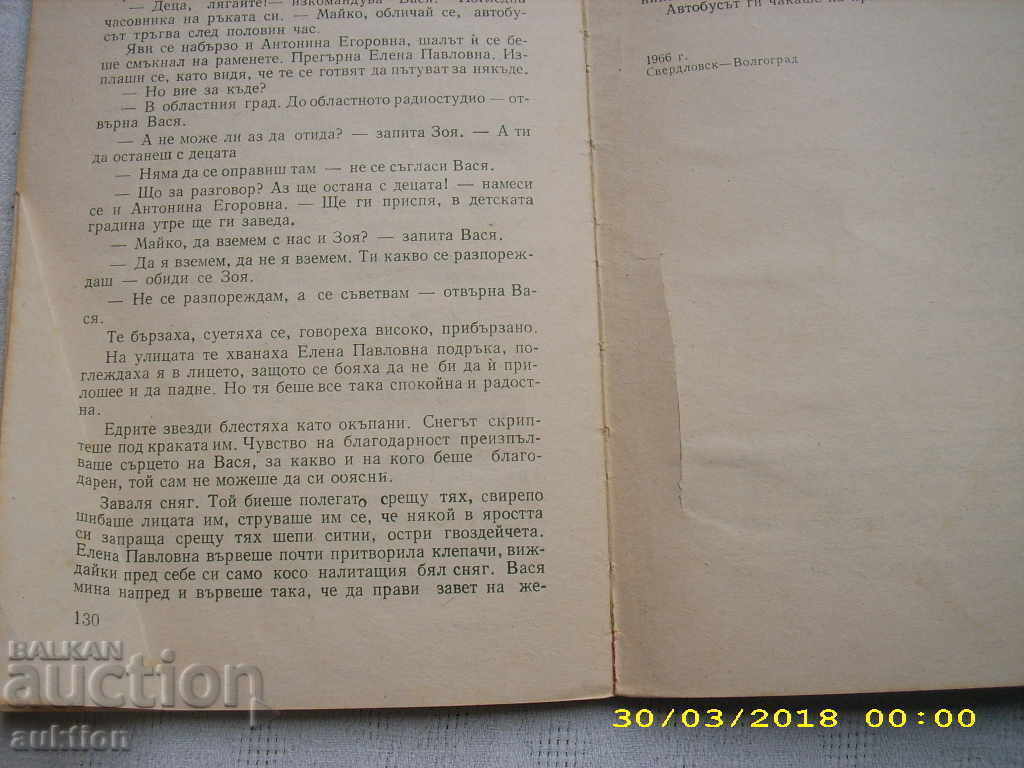 — Деца, лягайте! — изкомандува Вася. Погледна
часовника на ръката си. — Майко, обличай се, автобу-
сът тръгва след половин час.
Яви се набързо и Антонина Егоровна, шалът ѝ се бе-
ше смъкнал на раменете. Прегърна Елена Павловна. Из-
плаши се, като видя, че те се готвят да пътуват за някъде.
— Но вие за къде?
— В областния град. До областното радиостудио — от-
върна Вася.
— А не може ли аз да отида? — запита Зоя. — А ти
да останеш с децата
— Няма да се оправиш там — не се съгласи Вася.
— Що за разговор? Аз ще остана с децата! — намеси
се и Антонина Егоровна. — Ще ги приспя, в детската
градина утре ще ги заведа.
— Майко, да вземем с нас и Зоя? — запита Вася.
— Да я вземем, да не я вземем. Ти какво се разпореж-
даш — обиди се Зоя.
— Не се разпореждам, а се съветвам — отвърна Ва-
ся.
Те бързаха, суетяха се, говореха високо, прибързано.
На улицата те хванаха Елена Павловна подръка, по-
глеждаха я в лицето, защото се бояха да не би да ѝ при-
лошее и да падне. Но тя беше все така спокойна и радост-
на.
Едрите звезди блестяха като окъпани. Снегът скрип-
теше под краката им. Чувство на благодарност преизпъл-
ваше сърцето на Вася, за какво и на кого беше благо-
дарен, той сам не можеше да си ооясни.
Заваля сняг. Той биеше полегато срещу тях, свирепо
шибаше лицата им, струваше им се, че някой в яростта
си запраща срещу тях шепи ситни, остри гвоздейчета.
Елена Павловна вървеше почти притворила клепачи, виж-
дайки пред себе си само косо налитащия бял сняг. Вася
мина напред и вървеше така, че да прави завет на же-
130
Автобусът ги чакаше на
1966 г.
Свердловск—Волгоград
BALKAN
auction
auktion
30/03/2018 00:00